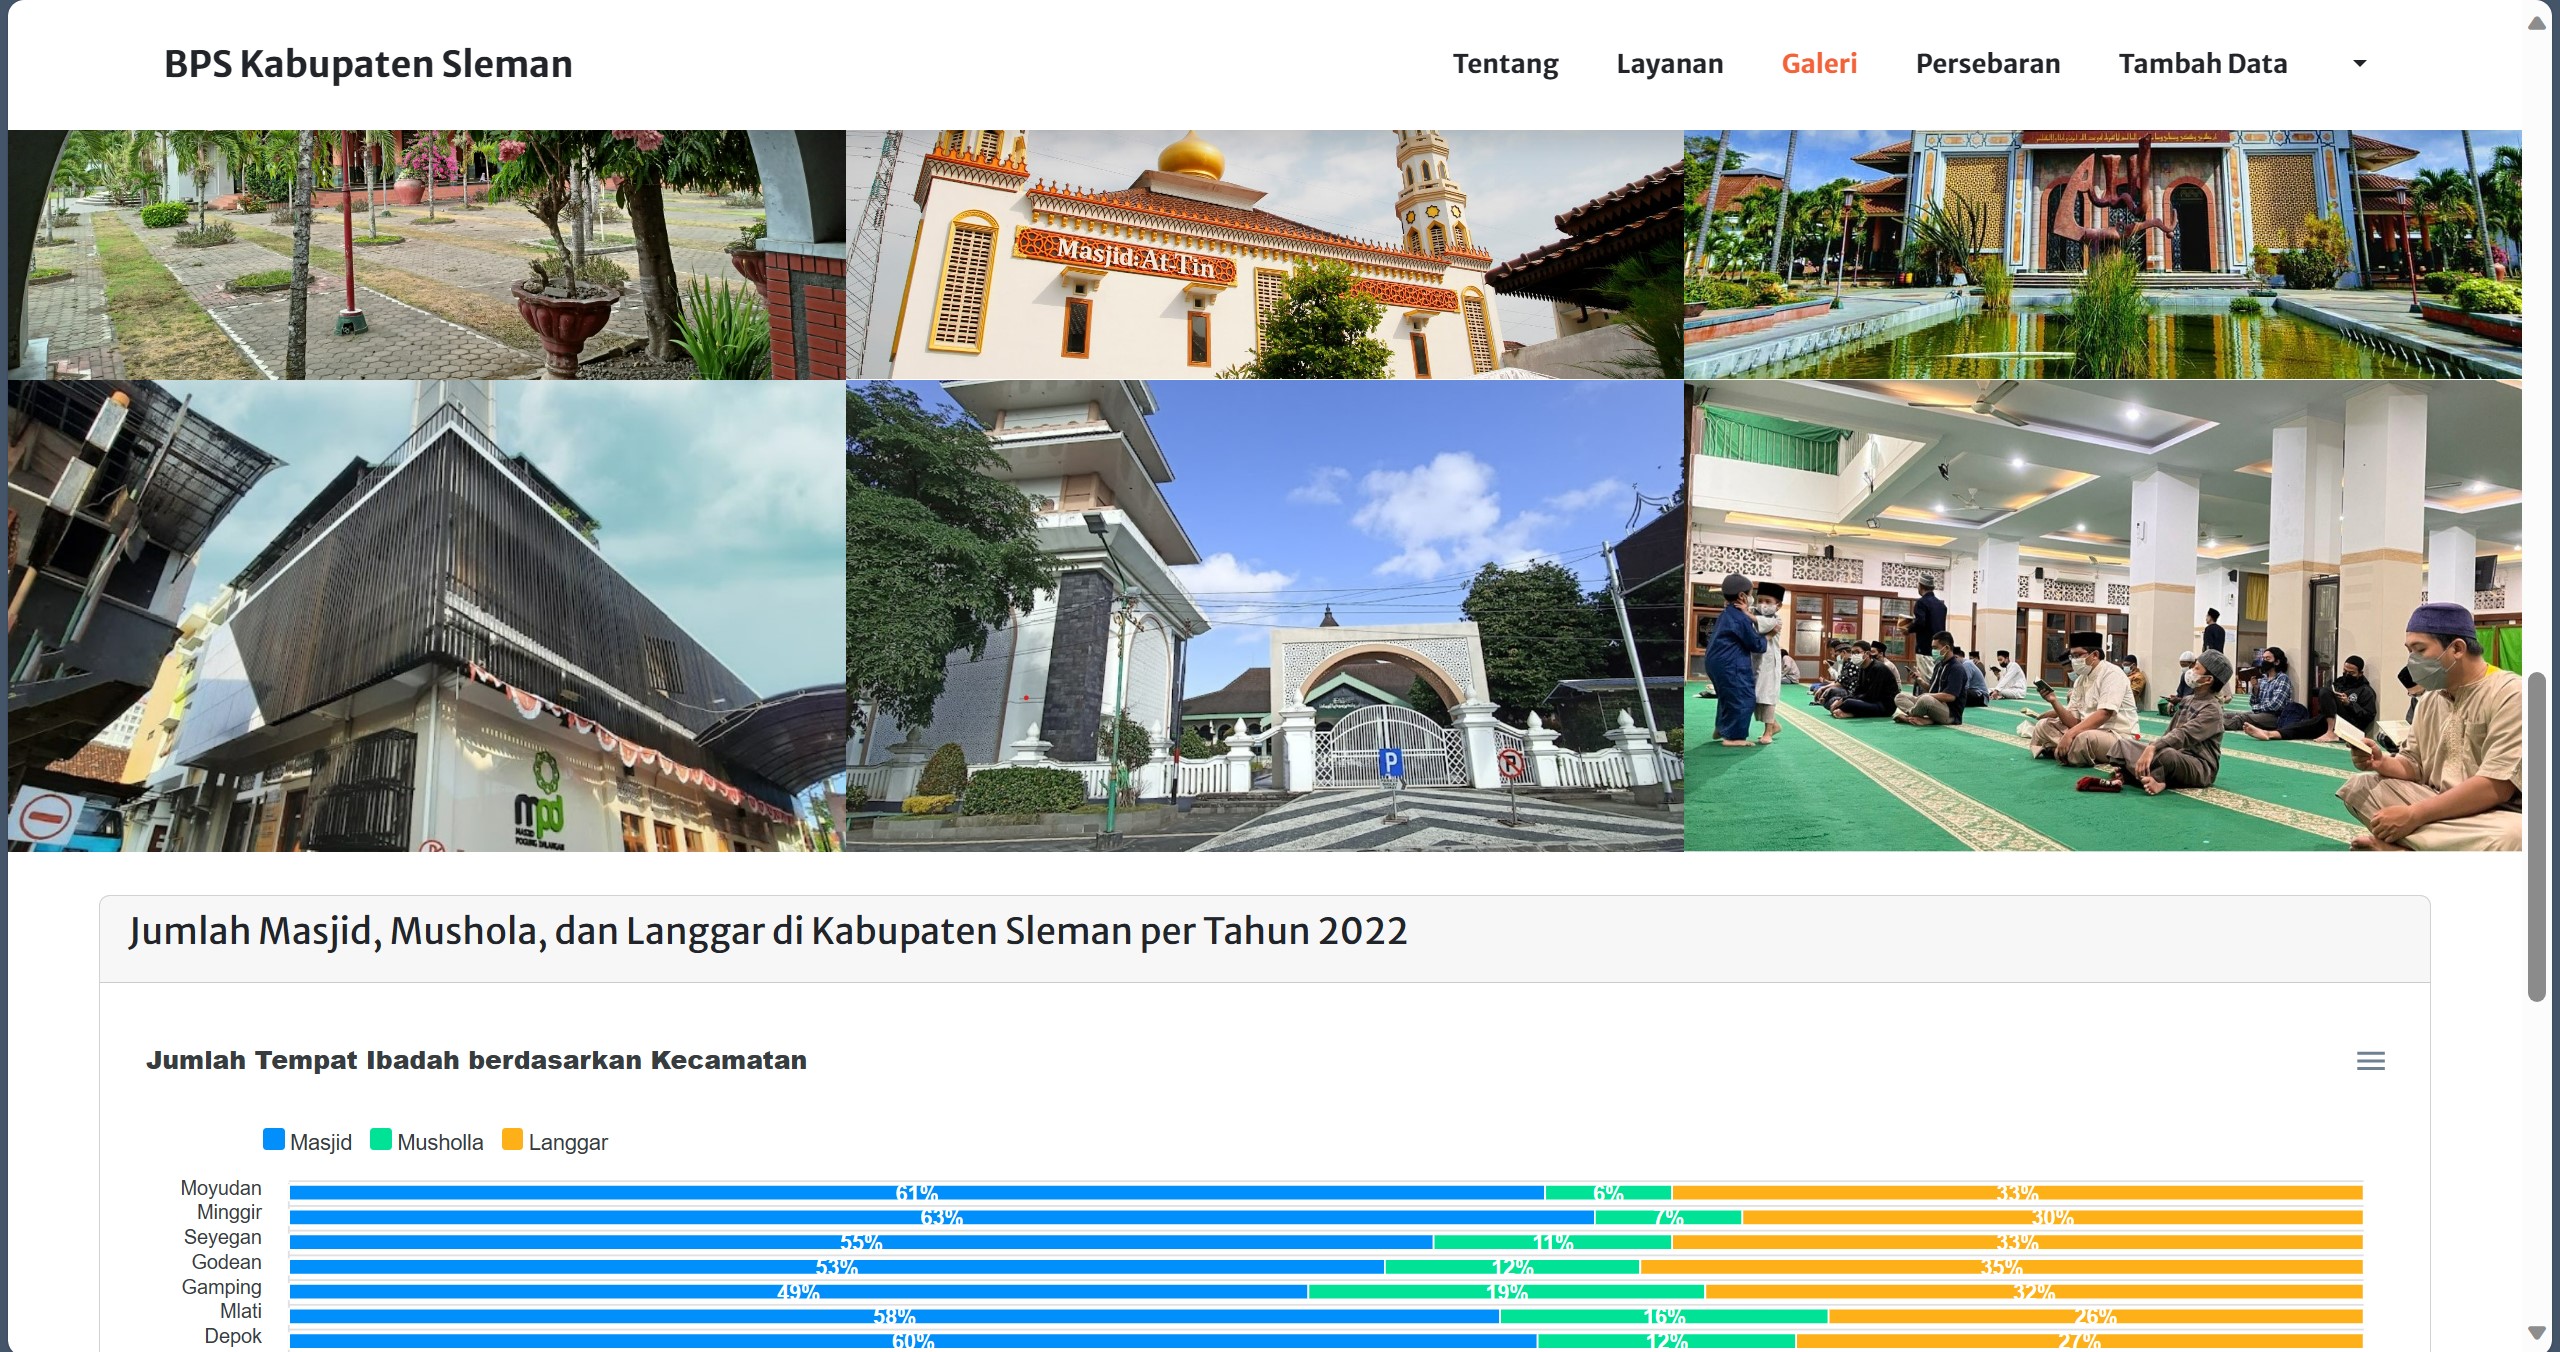 BPS Kabupaten Sleman
Tentang Layanan Galeri Persebaran Tambah Data
Masjid At-Tin
P
mpd
MASJID
POGUNG DALANGAN
Jumlah Masjid, Mushola, dan Langgar di Kabupaten Sleman per Tahun 2022
Jumlah Tempat Ibadah berdasarkan Kecamatan
Masjid Musholla Langgar
Moyudan 61% 6% 33%
Minggir 63% 7% 30%
Seyegan 55% 11% 33%
Godean 53% 12% 35%
Gamping 49% 19% 32%
Mlati 58% 16% 26%
Depok 60% 12% 27%